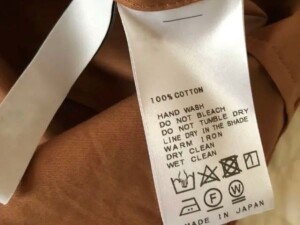 100%COTTON
HAND WASH
DO NOT BLEACH
DO NOT TUMBLE DRY
LINE DRY IN THE SHADE
WARM IRON
DRY CLEAN
WET CLEAN
F W
MADE IN JAPAN